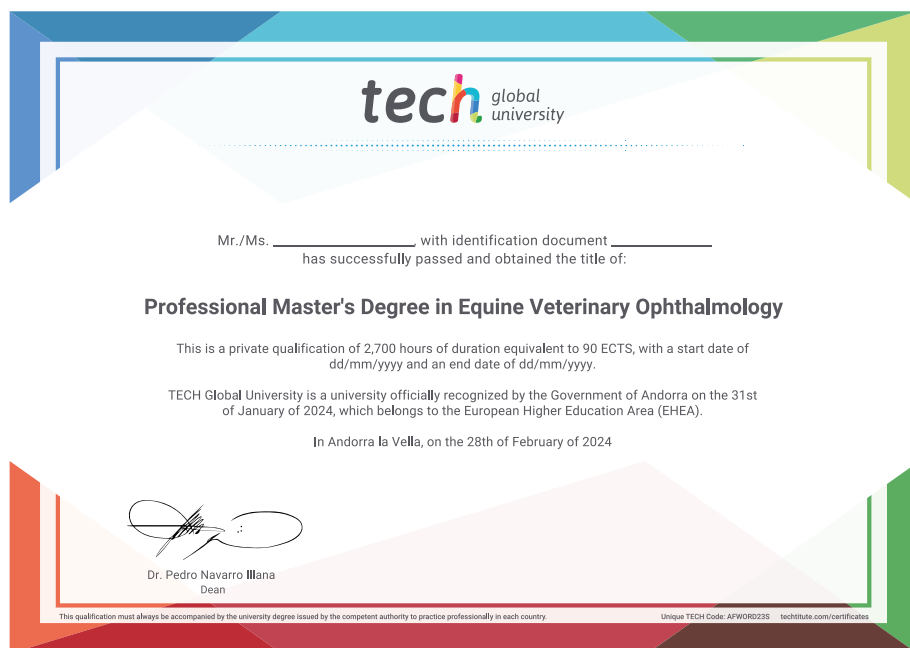 tech global university
Mr./Ms. ____________, with identification document ____________
has successfully passed and obtained the title of:
Professional Master's Degree in Equine Veterinary Ophthalmology
This is a private qualification of 2,700 hours of duration equivalent to 90 ECTS, with a start date of
dd/mm/yyyy and an end date of dd/mm/yyyy.
TECH Global University is a university officially recognized by the Government of Andorra on the 31st
of January of 2024, which belongs to the European Higher Education Area (EHEA).
In Andorra la Vella, on the 28th of February of 2024
Dr. Pedro Navarro Illana
Dean
This qualification must always be accompanied by the university degree issued by the competent authority to practice professionally in each country.
Unique TECH Code: AFWORD23S techtitute.com/certificates